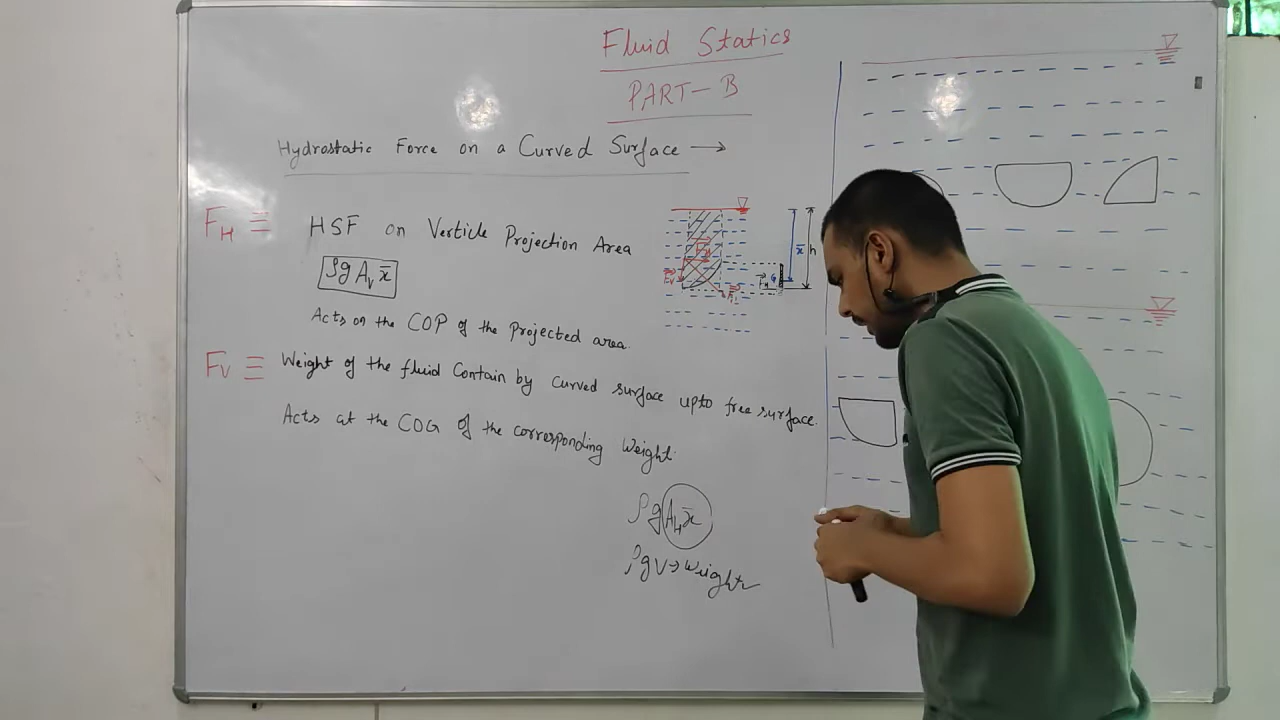 Fluid Statics
PART-B
Hydrostatic Force on a Curved Surface →
F_H ≡ HSF on Verticle Projection Area
ρg A_v x̄
Acts on the COP of the Projected area.
F_V ≡ Weight of the fluid Contain by curved surface upto free surface.
Acts at the COG of the corresponding Weight.
x̄ h
ρg A_H x̄
ρgV → Weight